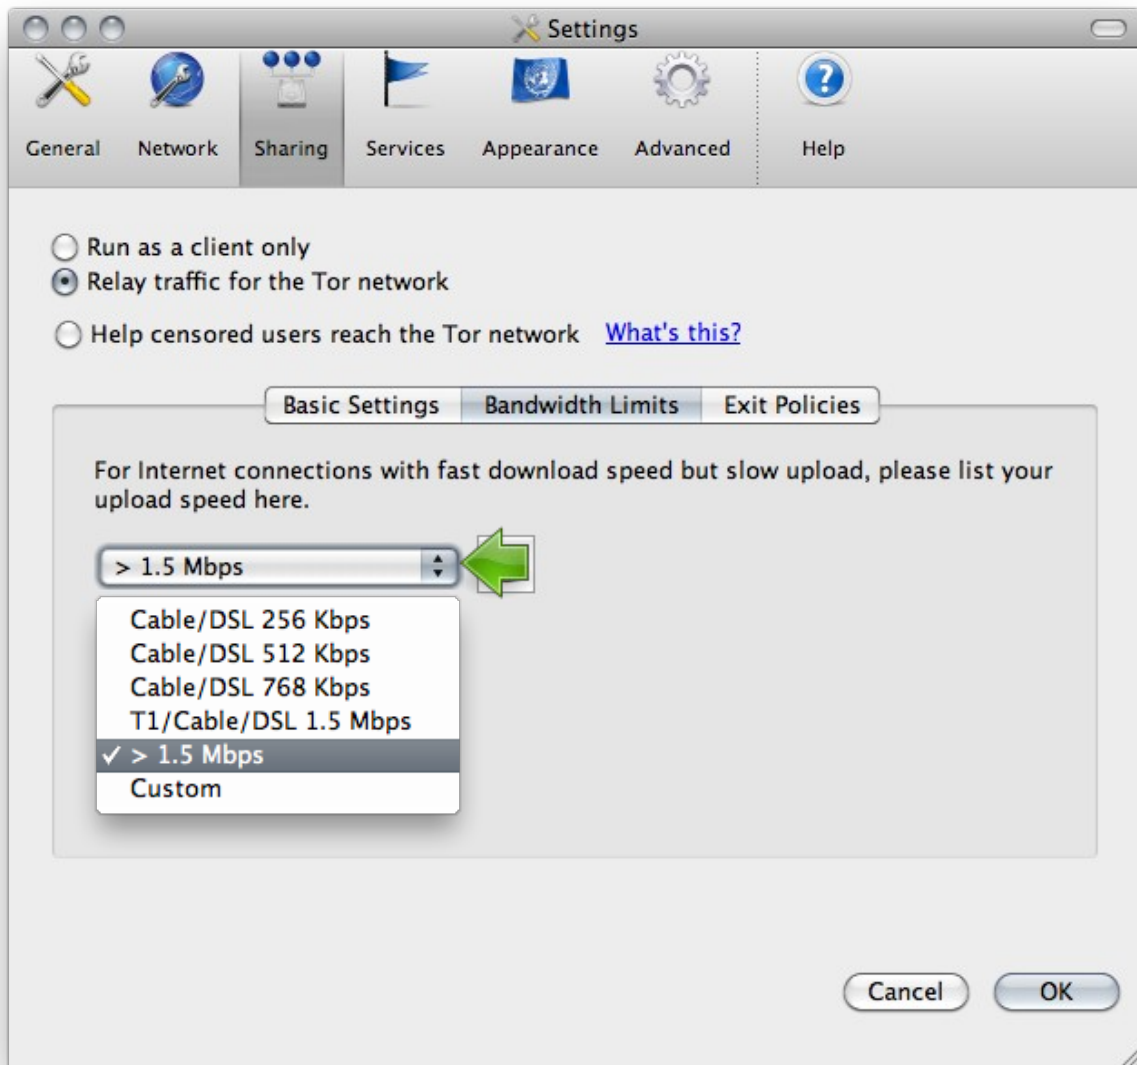 Settings
General Network Sharing Services Appearance Advanced Help
Run as a client only
Relay traffic for the Tor network
Help censored users reach the Tor network What's this?
Basic Settings Bandwidth Limits Exit Policies
For Internet connections with fast download speed but slow upload, please list your
upload speed here.
> 1.5 Mbps
Cable/DSL 256 Kbps
Cable/DSL 512 Kbps
Cable/DSL 768 Kbps
T1/Cable/DSL 1.5 Mbps
✓ > 1.5 Mbps
Custom
Cancel OK